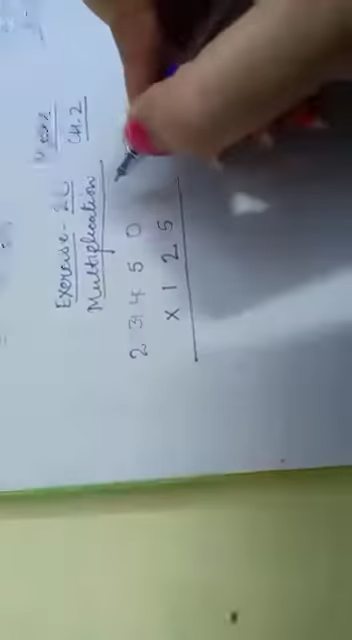 CH.2
Exercise - 2C
Multiplication
2 3 4 5 0
x 1 2 5